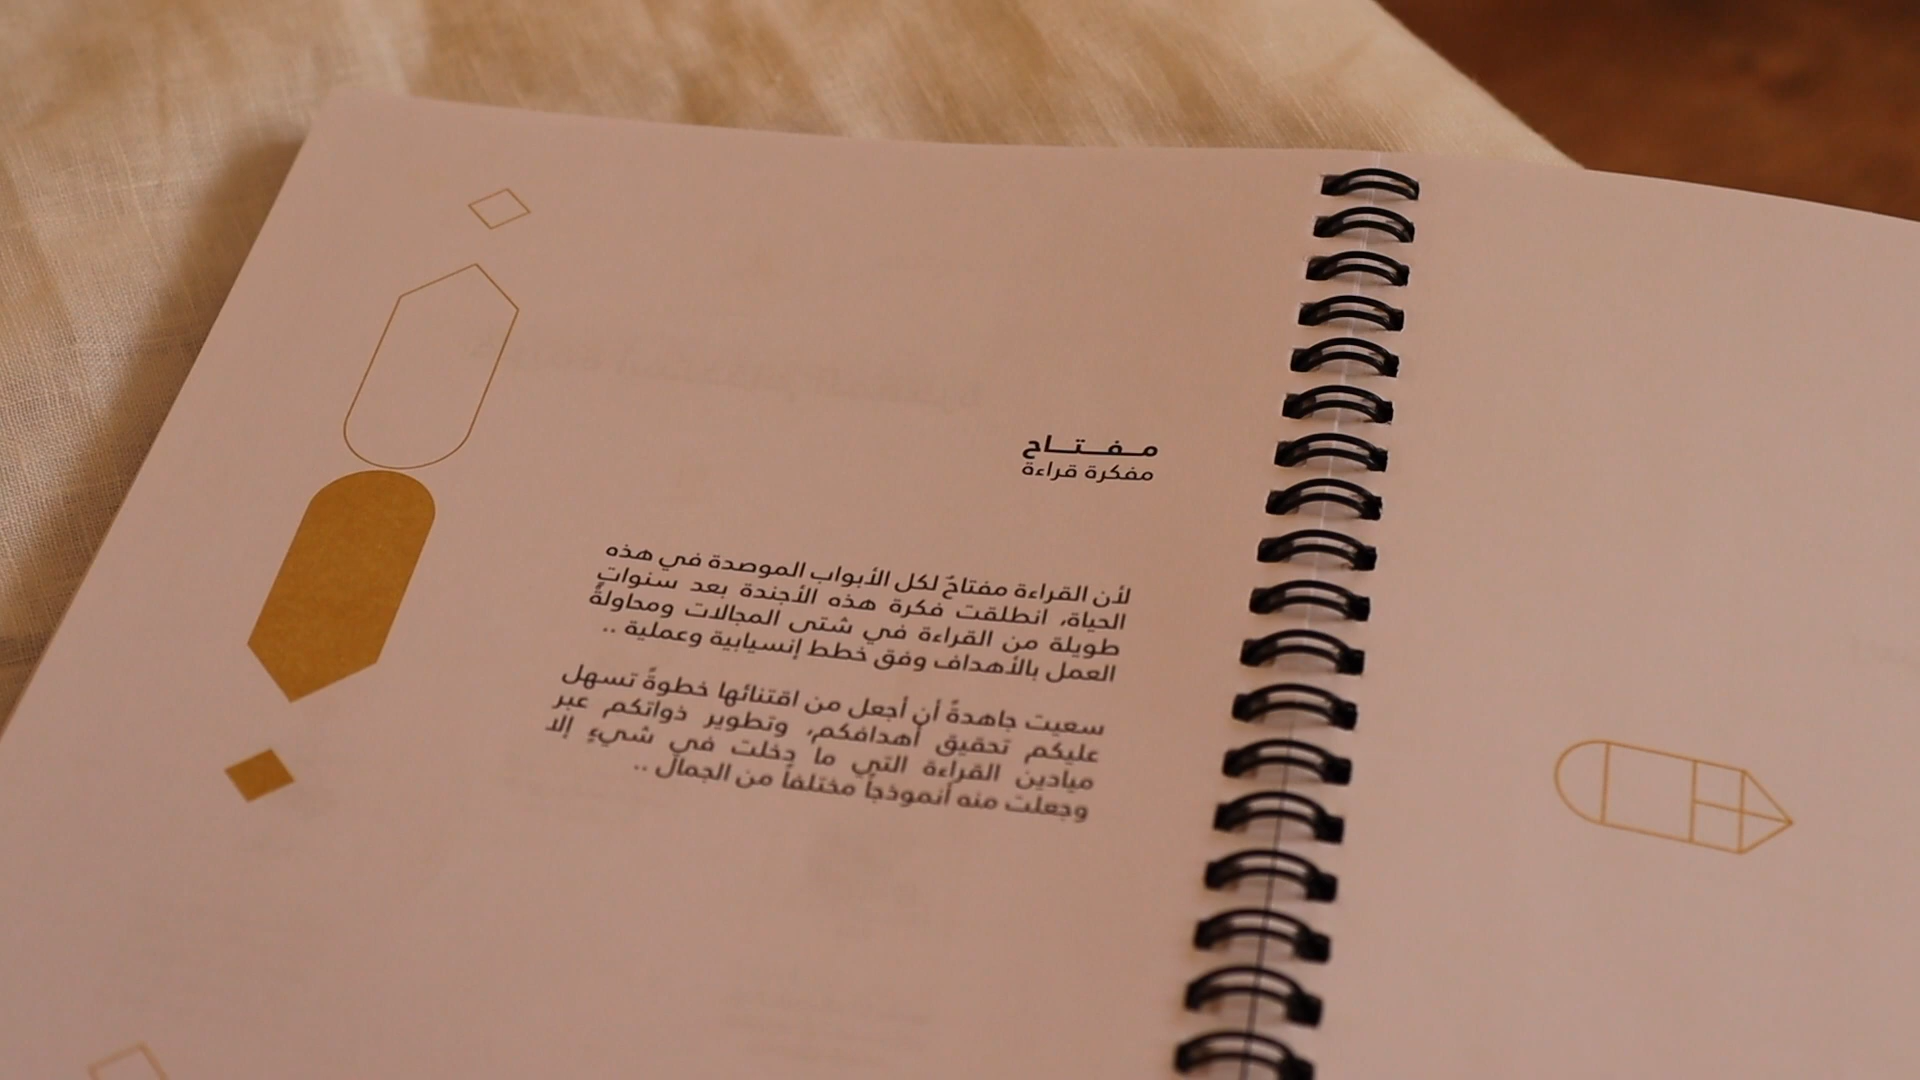 مـفـتـاح
مفكرة قراءة
لأن القراءة مفتاحٌ لكل الأبواب الموصدة في هذه
الحياة، انطلقت فكرة هذه الأجندة بعد سنواتٍ
طويلة من القراءة في شتى المجالات ومحاولةً
العمل بالأهداف وفق خطط إنسيابية وعملية ..
سعيت جاهدةً أن أجعل من اقتنائها خطوةً تسهل
عليكم تحقيق أهدافكم، وتطوير ذواتكم عبر
ميادين القراءة التي ما دخلت في شيءٍ إلا
وجعلت منه أنموذجاً مختلفاً من الجمال ..